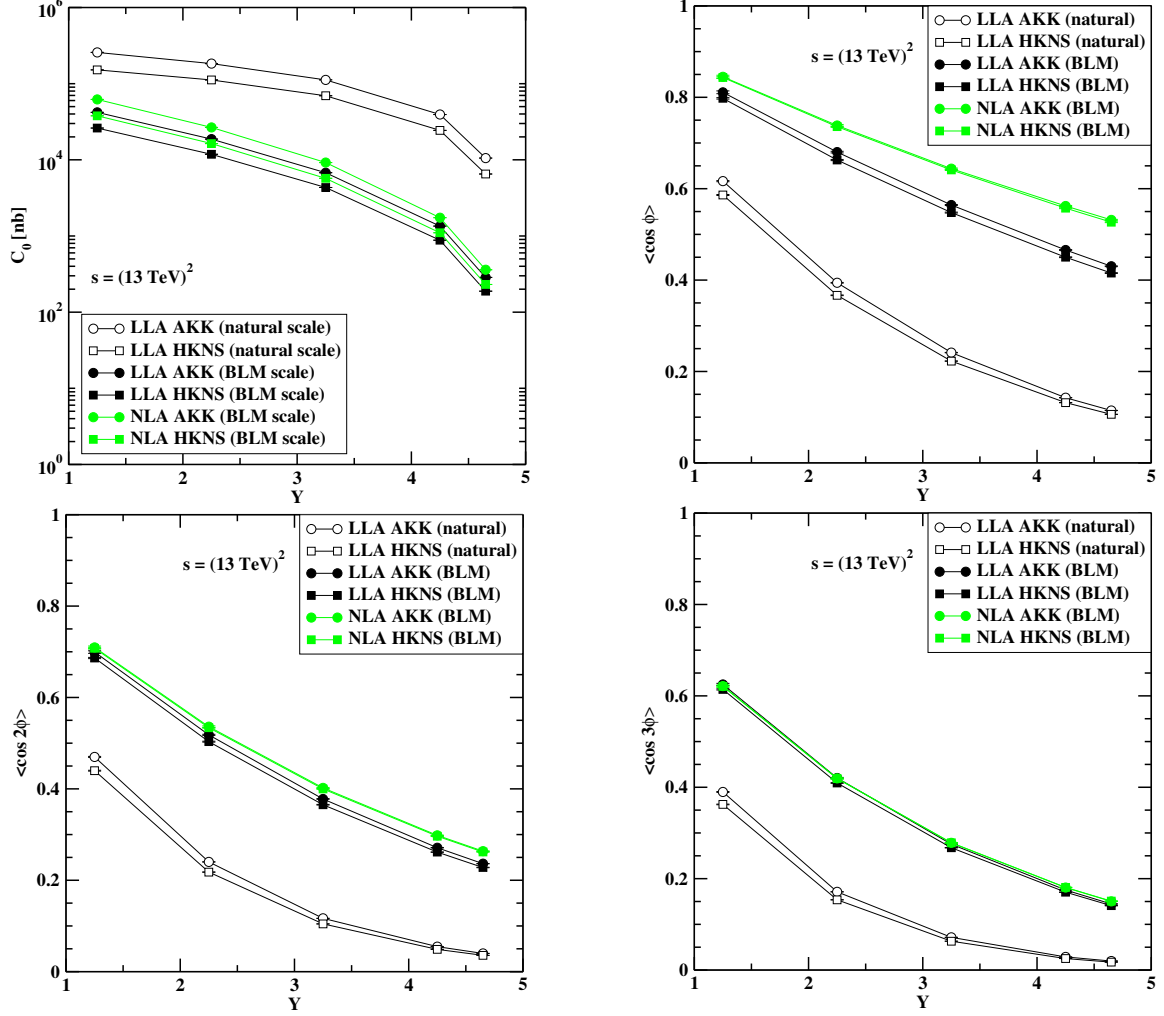 10^6
10^4
10^2
10^0
C_0 [nb]
s = (13 TeV)^2
LLA AKK (natural scale)
LLA HKNS (natural scale)
LLA AKK (BLM scale)
LLA HKNS (BLM scale)
NLA AKK (BLM scale)
NLA HKNS (BLM scale)
1 2 3 4 5
Y
1
0.8
0.6
0.4
0.2
0
<cos ϕ>
s = (13 TeV)^2
LLA AKK (natural)
LLA HKNS (natural)
LLA AKK (BLM)
LLA HKNS (BLM)
NLA AKK (BLM)
NLA HKNS (BLM)
1 2 3 4 5
Y
1
0.8
0.6
0.4
0.2
0
<cos 2ϕ>
s = (13 TeV)^2
LLA AKK (natural)
LLA HKNS (natural)
LLA AKK (BLM)
LLA HKNS (BLM)
NLA AKK (BLM)
NLA HKNS (BLM)
1 2 3 4 5
Y
1
0.8
0.6
0.4
0.2
0
<cos 3ϕ>
s = (13 TeV)^2
LLA AKK (natural)
LLA HKNS (natural)
LLA AKK (BLM)
LLA HKNS (BLM)
NLA AKK (BLM)
NLA HKNS (BLM)
1 2 3 4 5
Y